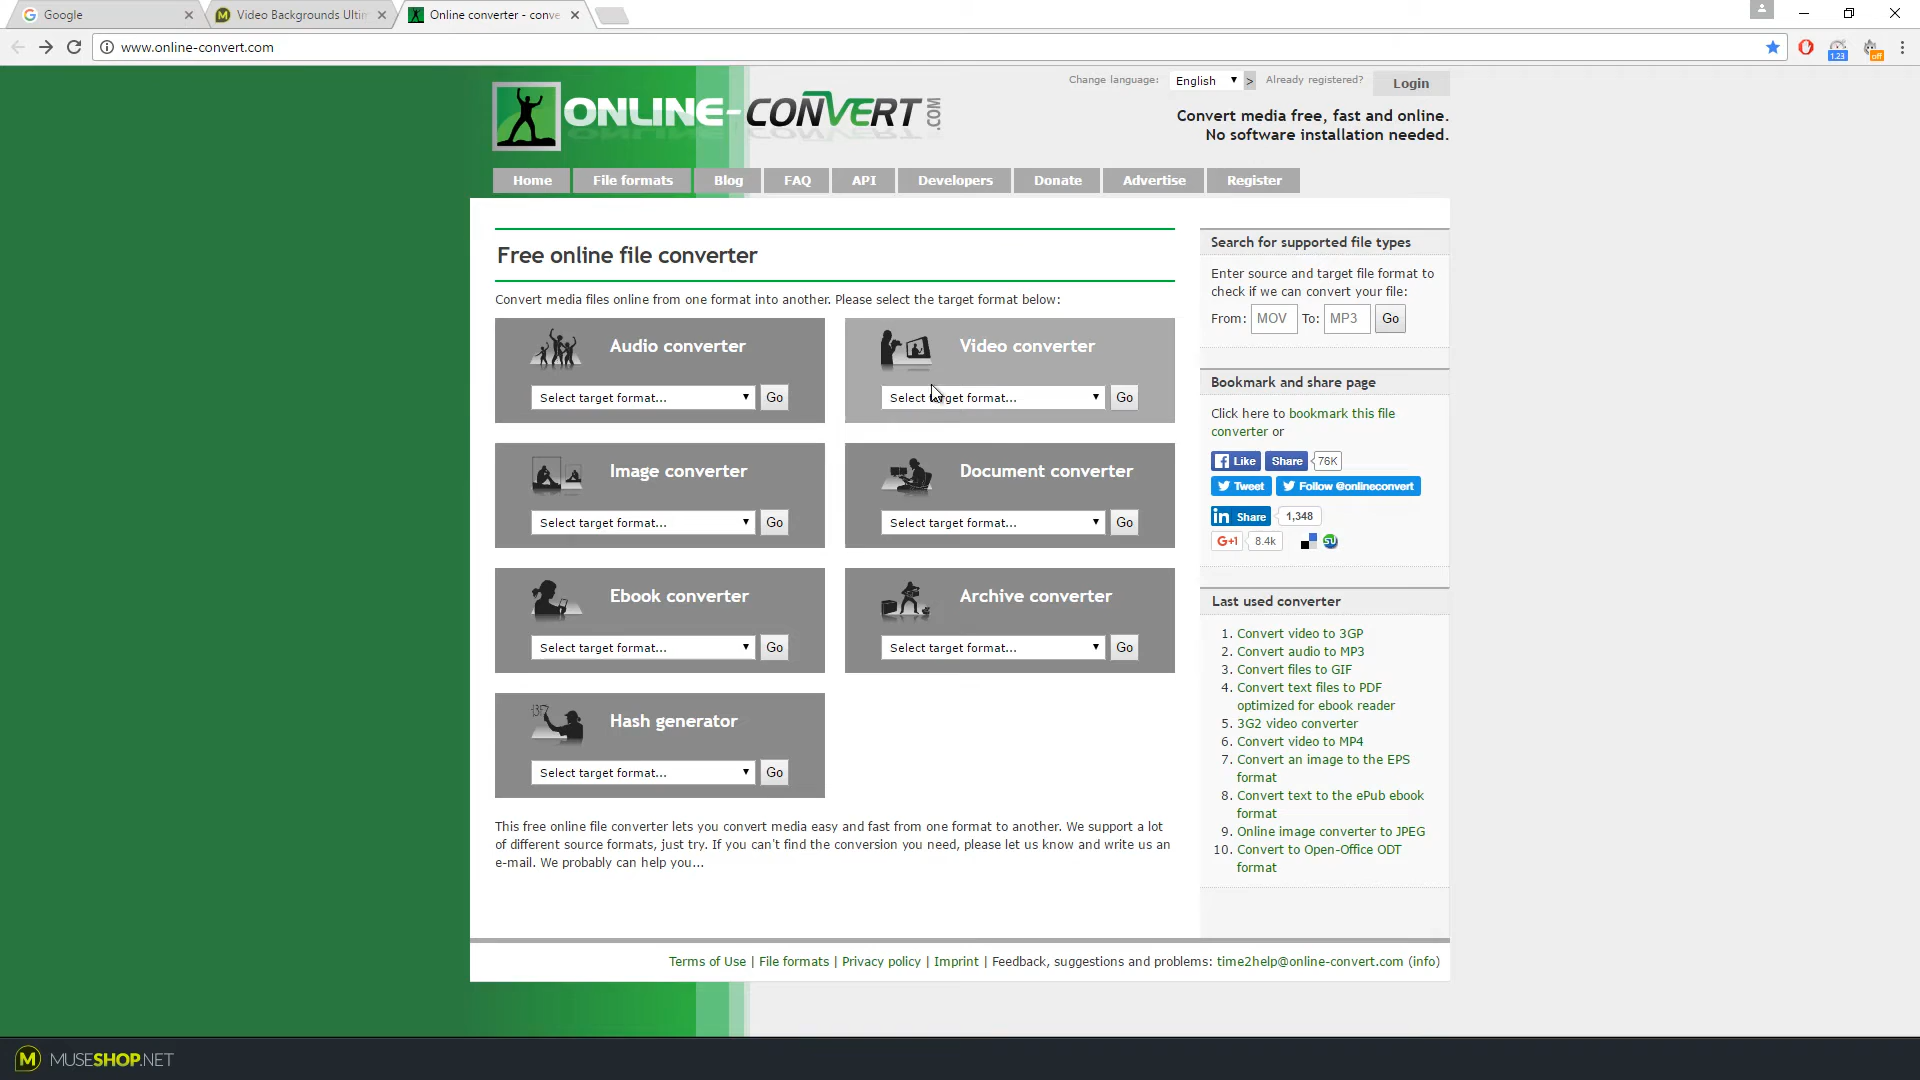 Google
Video Backgrounds Ultim
Online converter - conve
www.online-convert.com
1.23
off
Change language:
English
>
Already registered?
Login
ONLINE-CONVERT.COM
Convert media free, fast and online.
No software installation needed.
Home
File formats
Blog
FAQ
API
Developers
Donate
Advertise
Register
Free online file converter
Convert media files online from one format into another. Please select the target format below:
Audio converter
Select target format...
Go
Video converter
Select target format...
Go
Image converter
Select target format...
Go
Document converter
Select target format...
Go
Ebook converter
Select target format...
Go
Archive converter
Select target format...
Go
Hash generator
Select target format...
Go
This free online file converter lets you convert media easy and fast from one format to another. We support a lot
of different source formats, just try. If you can't find the conversion you need, please let us know and write us an
e-mail. We probably can help you...
Search for supported file types
Enter source and target file format to
check if we can convert your file:
From: MOV To: MP3 Go
Bookmark and share page
Click here to bookmark this file
converter or
Like Share 76K
Tweet Follow @onlineconvert
in Share 1,348
G+1 8.4k
Last used converter
1. Convert video to 3GP
2. Convert audio to MP3
3. Convert files to GIF
4. Convert text files to PDF
optimized for ebook reader
5. 3G2 video converter
6. Convert video to MP4
7. Convert an image to the EPS
format
8. Convert text to the ePub ebook
format
9. Online image converter to JPEG
10. Convert to Open-Office ODT
format
Terms of Use | File formats | Privacy policy | Imprint | Feedback, suggestions and problems: time2help@online-convert.com (info)
M MUSESHOP.NET